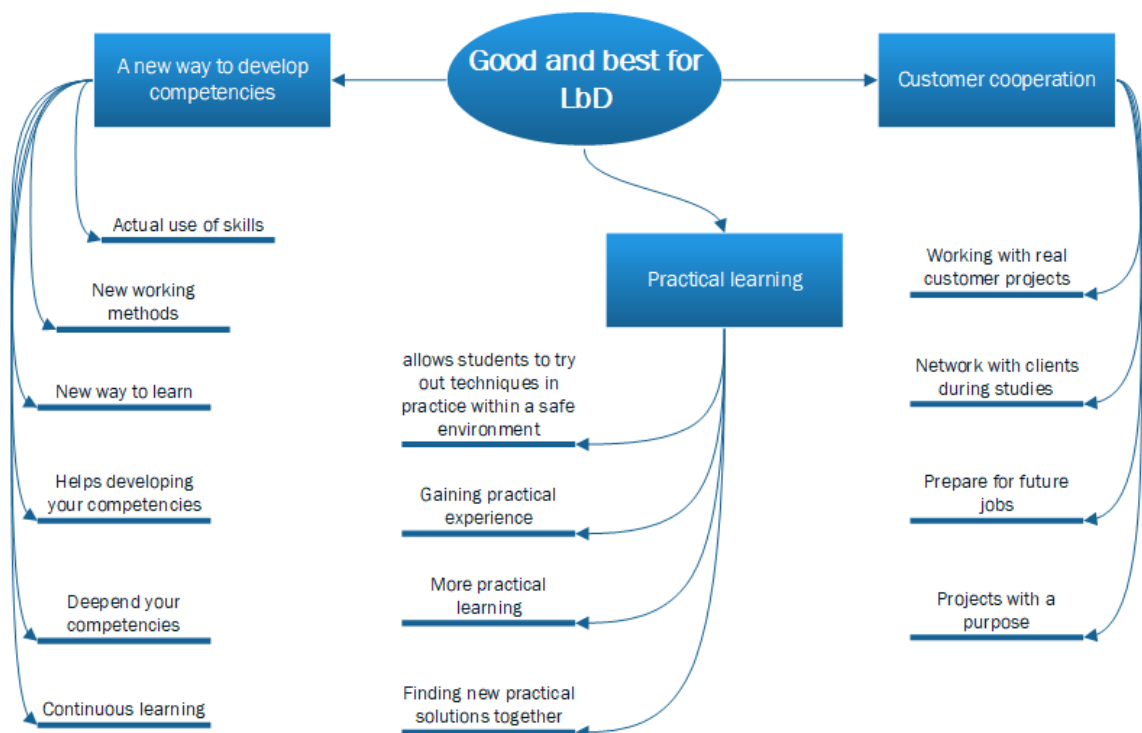 Good and best for
LbD
A new way to develop
competencies
Actual use of skills
New working
methods
New way to learn
Helps developing
your competencies
Deepend your
competencies
Continuous learning
Practical learning
allows students to try
out techniques in
practice within a safe
environment
Gaining practical
experience
More practical
learning
Finding new practical
solutions together
Customer cooperation
Working with real
customer projects
Network with clients
during studies
Prepare for future
jobs
Projects with a
purpose